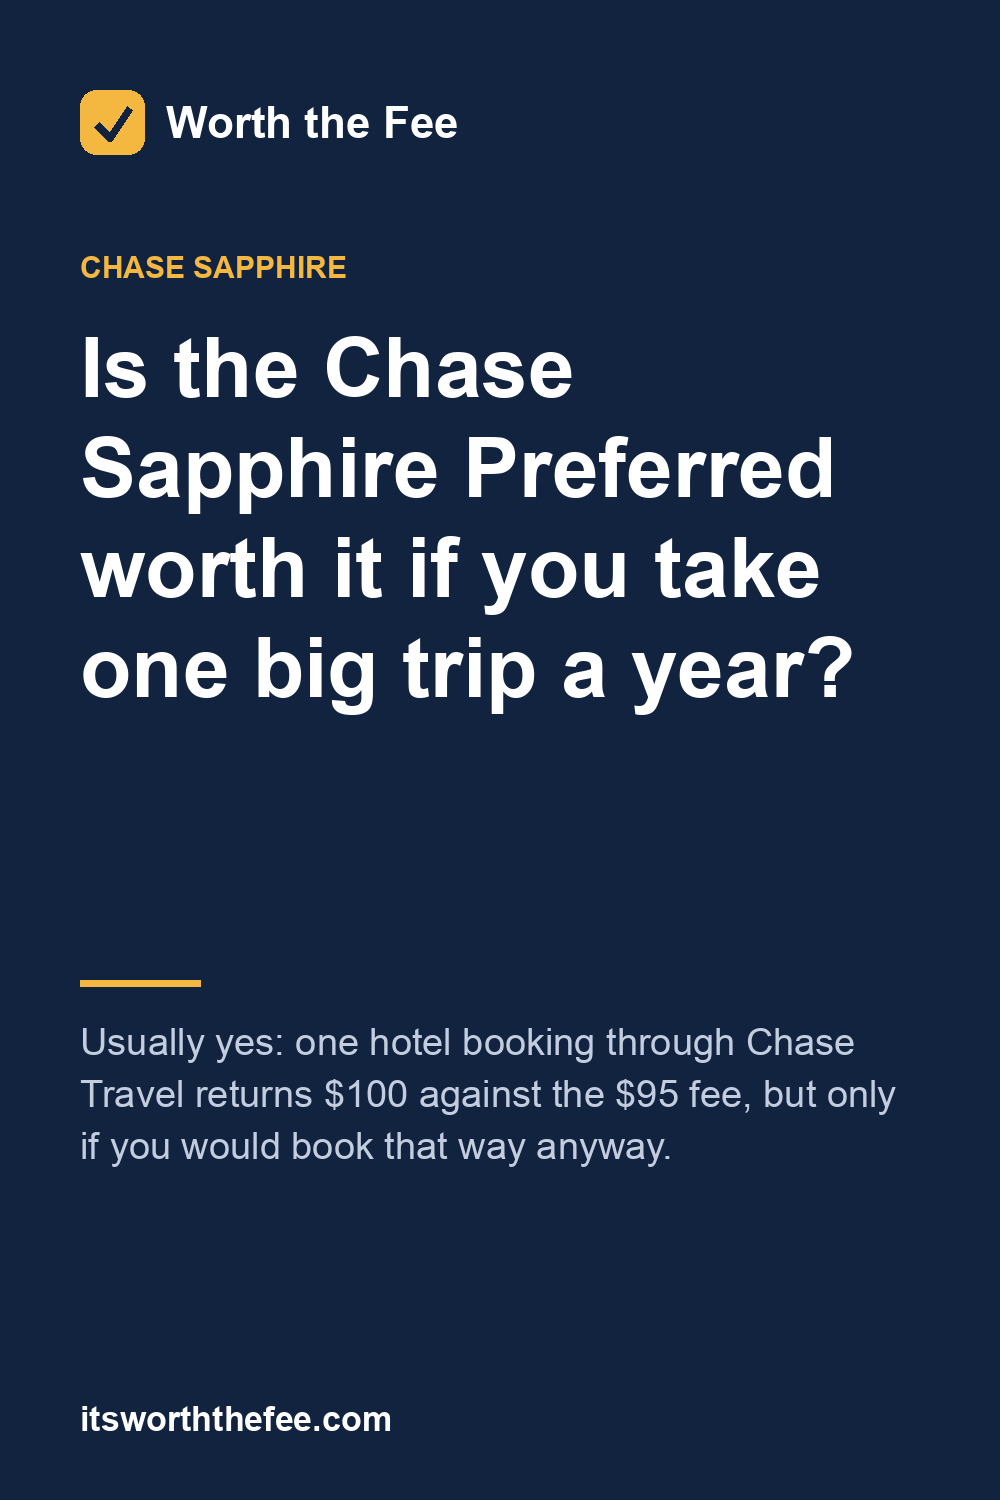 Worth the Fee
CHASE SAPPHIRE
Is the Chase
Sapphire Preferred
worth it if you take
one big trip a year?
Usually yes: one hotel booking through Chase
Travel returns $100 against the $95 fee, but only
if you would book that way anyway.
itsworththefee.com